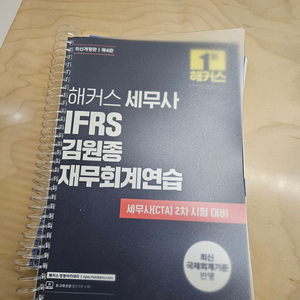 최신개정판 | 제4판
1위
해커스
해커스 세무사
IFRS
김원종
재무회계연습
세무사(CTA) 2차 시험 대비
최신
국제회계기준
반영